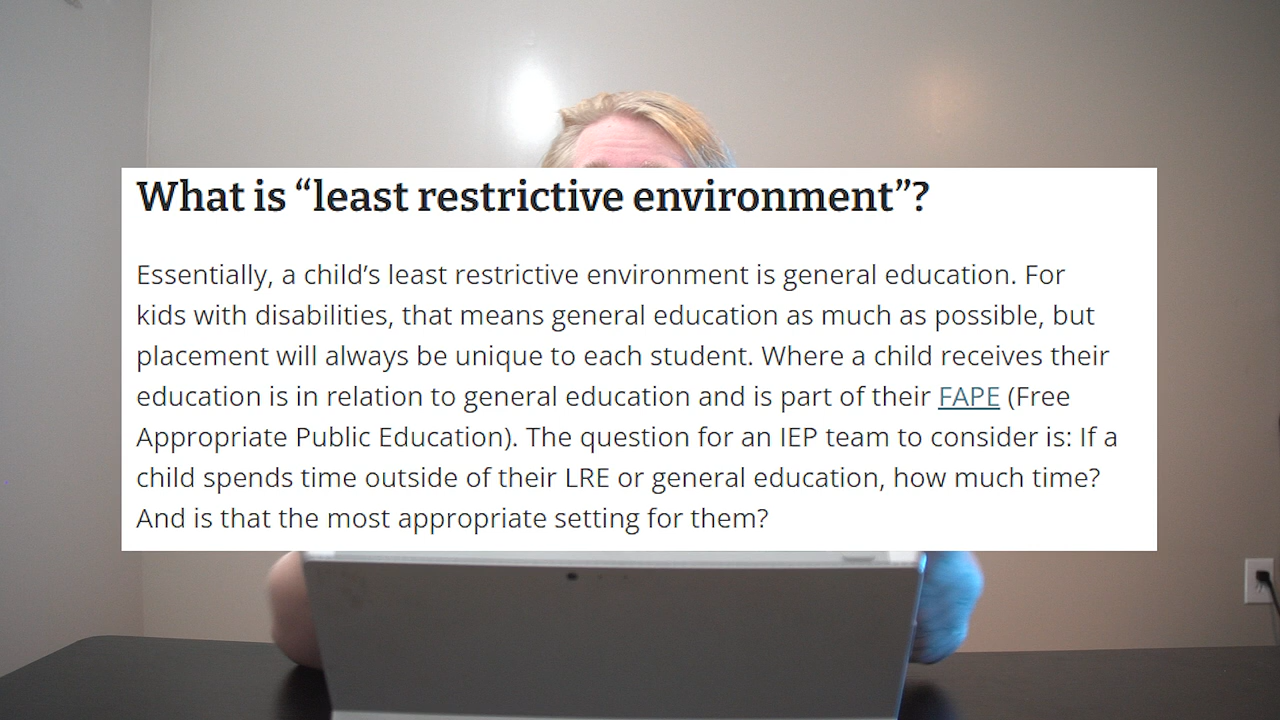 What is “least restrictive environment”?
Essentially, a child’s least restrictive environment is general education. For
kids with disabilities, that means general education as much as possible, but
placement will always be unique to each student. Where a child receives their
education is in relation to general education and is part of their FAPE (Free
Appropriate Public Education). The question for an IEP team to consider is: If a
child spends time outside of their LRE or general education, how much time?
And is that the most appropriate setting for them?